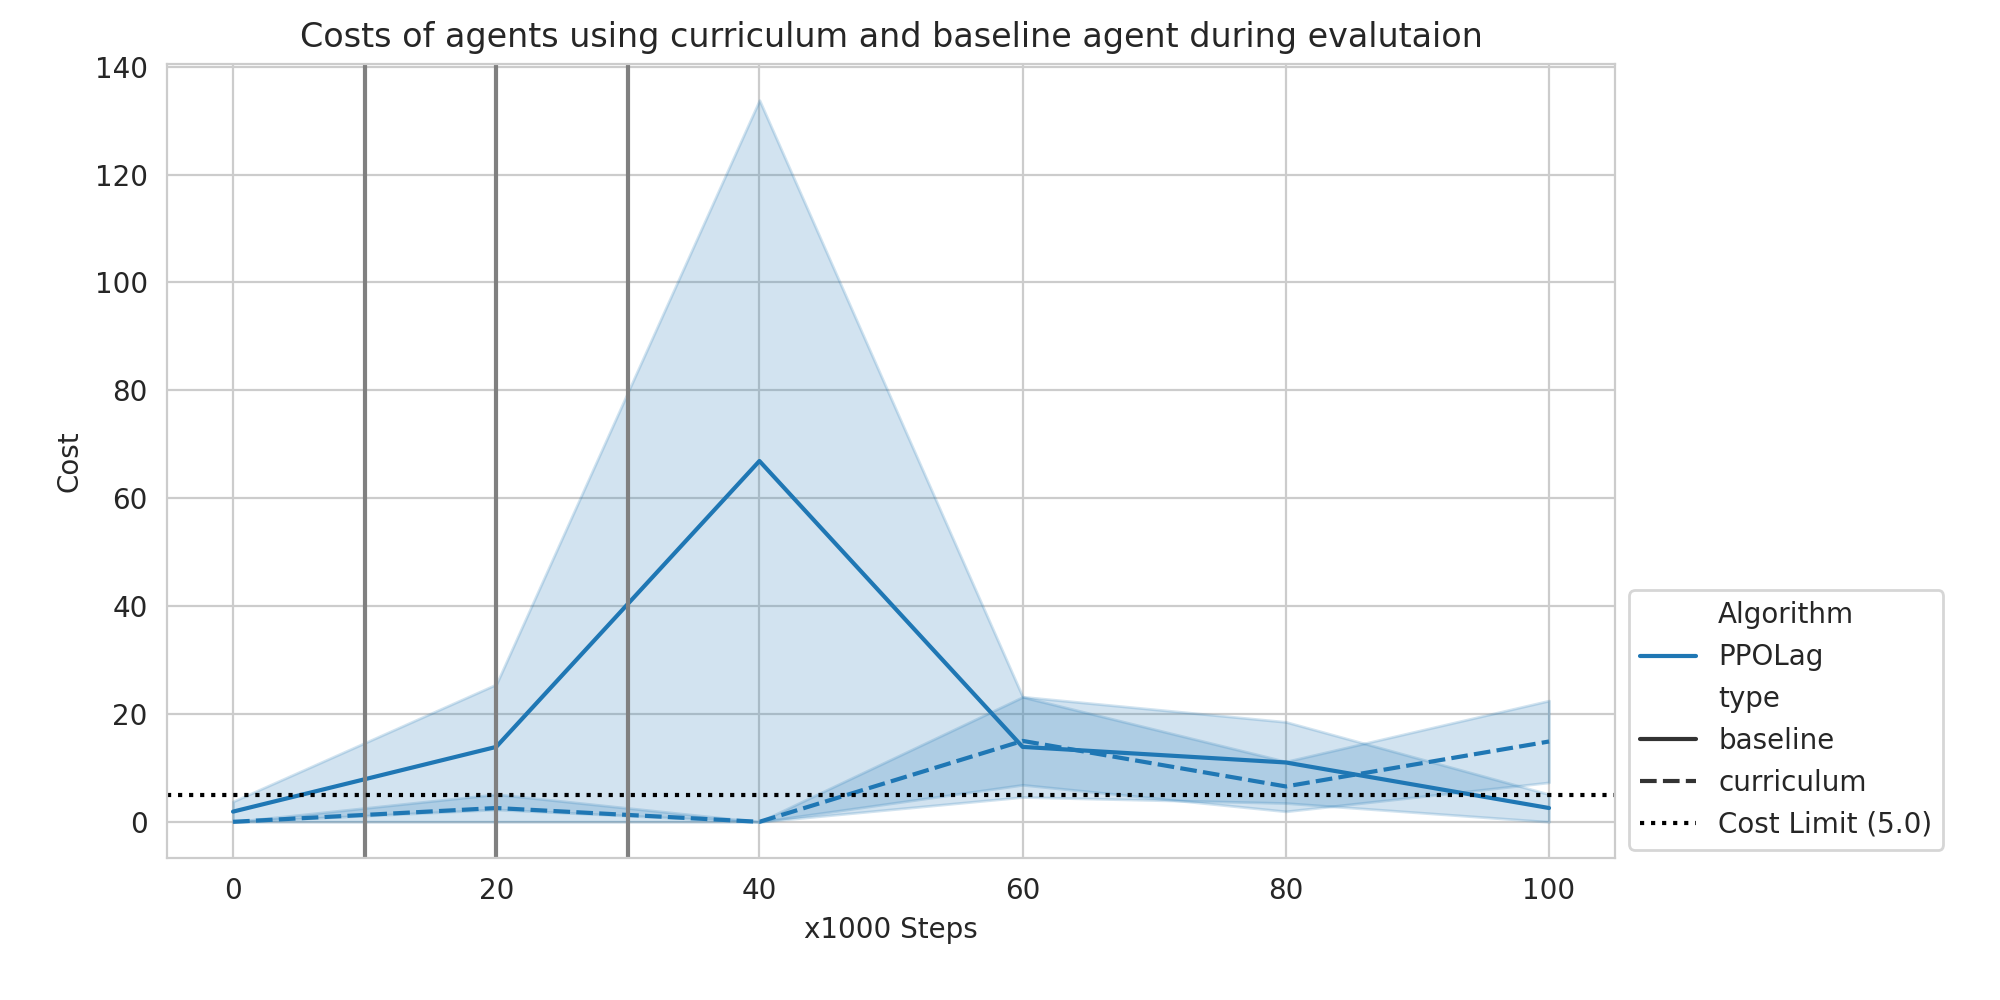 Costs of agents using curriculum and baseline agent during evalutaion
140
120
100
80
60
40
20
0
Cost
0 20 40 60 80 100
x1000 Steps
Algorithm
PPOLag
type
baseline
curriculum
Cost Limit (5.0)